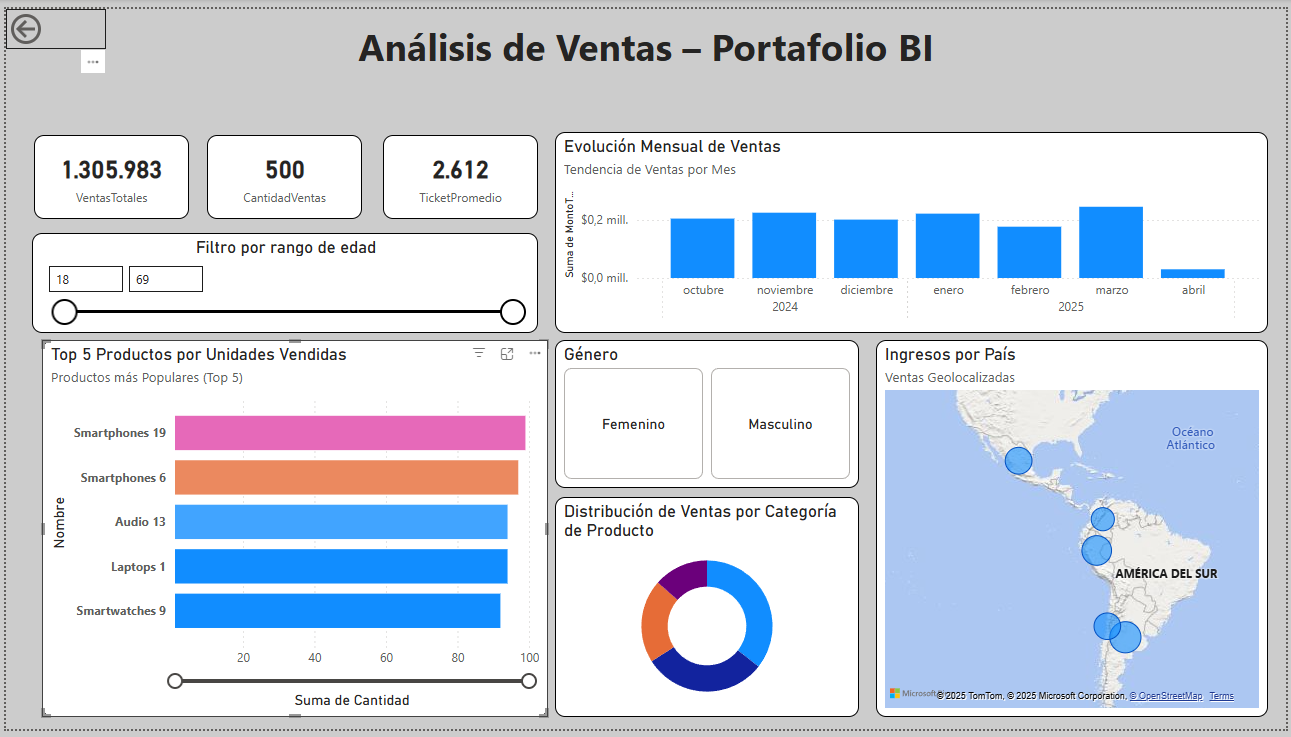 Análisis de Ventas – Portafolio BI
1.305.983
VentasTotales
500
CantidadVentas
2.612
TicketPromedio
Filtro por rango de edad
18
69
Evolución Mensual de Ventas
Tendencia de Ventas por Mes
Suma de MontoT...
$0,2 mill.
$0,0 mill.
octubre noviembre diciembre enero febrero marzo abril
2024 2025
Top 5 Productos por Unidades Vendidas
Productos más Populares (Top 5)
Nombre
Smartphones 19
Smartphones 6
Audio 13
Laptops 1
Smartwatches 9
20 40 60 80 100
Suma de Cantidad
Género
Femenino
Masculino
Distribución de Ventas por Categoría
de Producto
Ingresos por País
Ventas Geolocalizadas
Océano
Atlántico
AMÉRICA DEL SUR
Microsoft
© 2025 TomTom, © 2025 Microsoft Corporation, © OpenStreetMap Terms